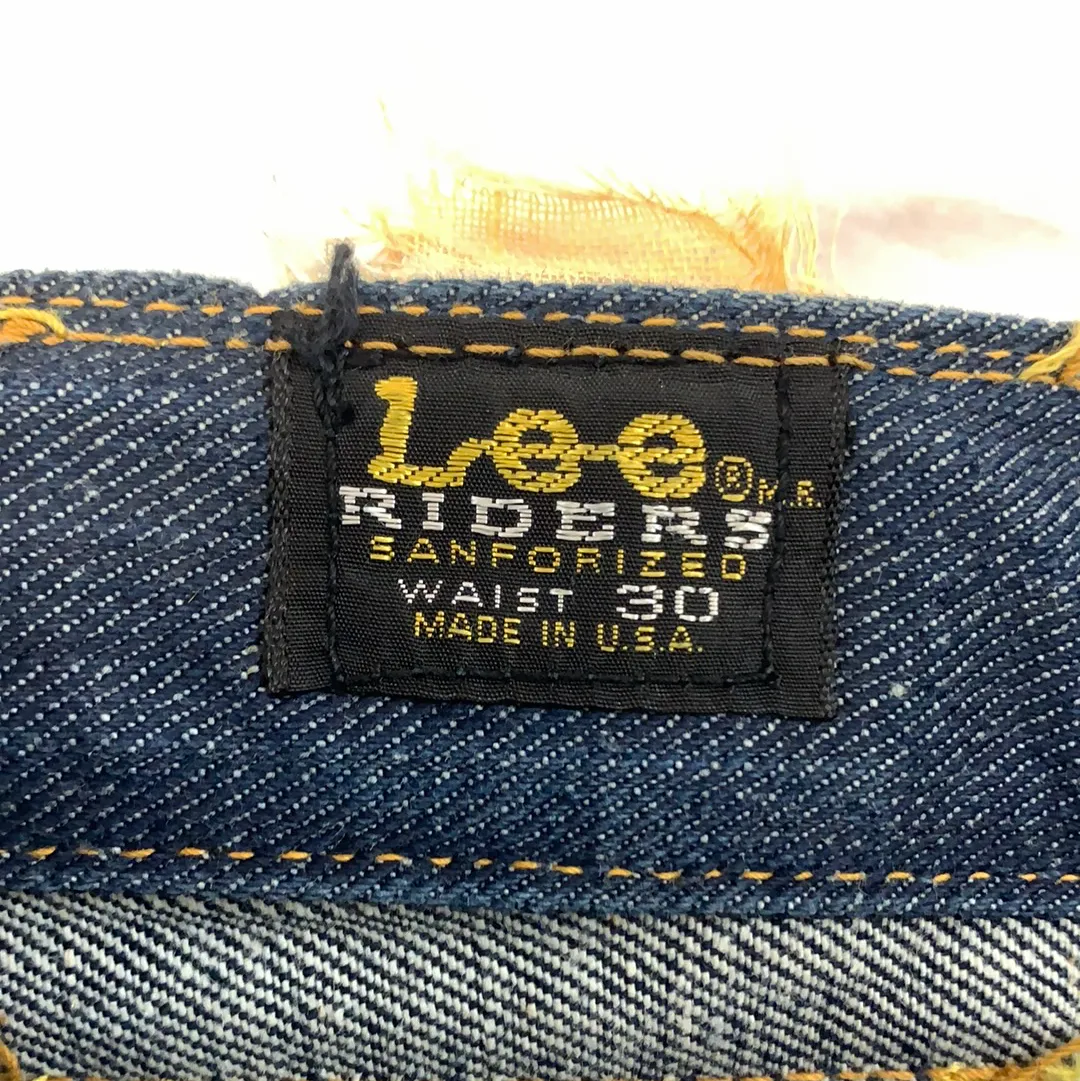 Lee® M.R.
RIDERS
SANFORIZED
WAIST 30
MADE IN U.S.A.